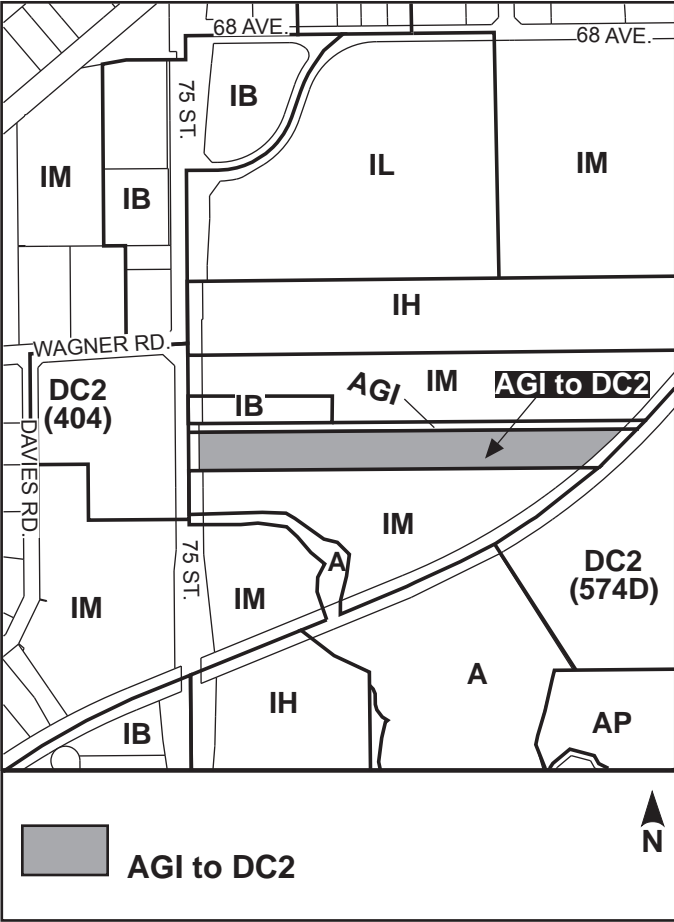 68 AVE.
68 AVE.
75 ST.
IB
IM
IL
IM
IB
IH
WAGNER RD.
DC2
(404)
AGI
IM
AGI to DC2
IB
DAVIES RD.
IM
A
75 ST.
DC2
(574D)
IM
IM
A
IH
AP
IB
AGI to DC2
N